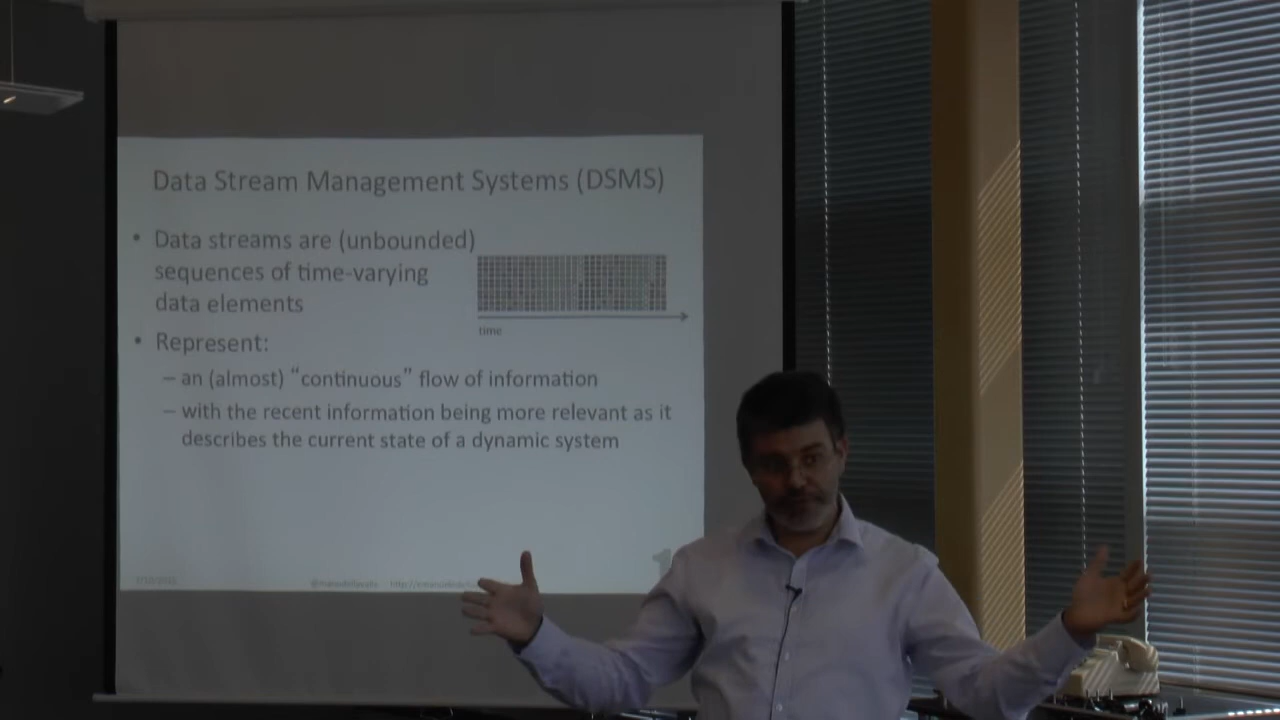 Data Stream Management Systems (DSMS)
• Data streams are (unbounded)
sequences of time-varying
data elements
time
• Represent:
– an (almost) “continuous” flow of information
– with the recent information being more relevant as it
describes the current state of a dynamic system